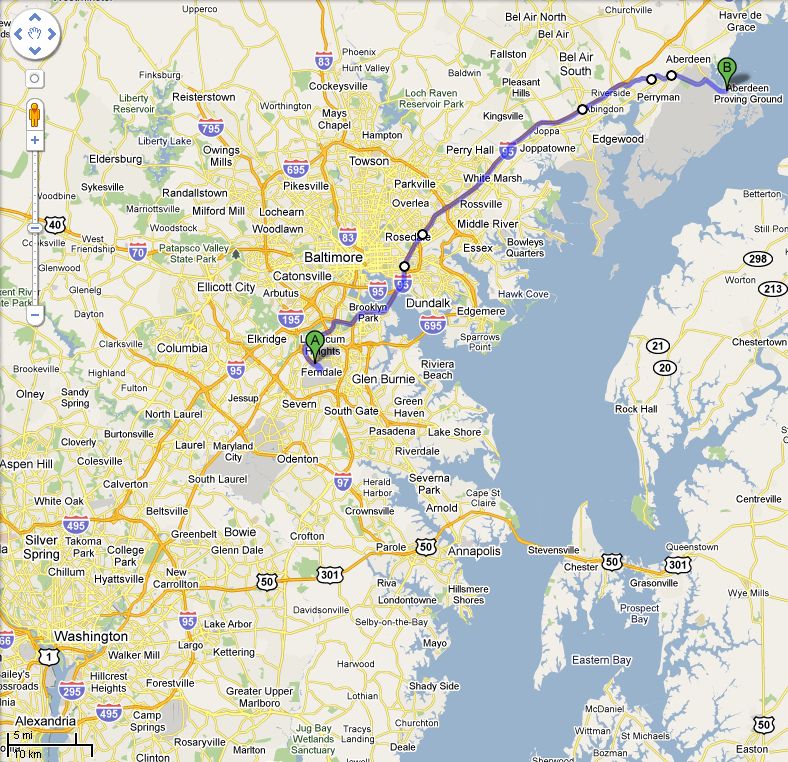 Upperco
Churchville
Havre de
Grace
Bel Air North
Bel Air
Phoenix
Fallston
Bel Air
South
Aberdeen
B
Finksburg
Hunt Valley
83
Cockeysville
Baldwin
Pleasant
Hills
Riverside
Aberdeen
Proving Ground
Liberty
Reservoir
Reisterstown
Worthington
Loch Raven
Reservoir Park
Perryman
Abingdon
Mays
Chapel
Kingsville
795
Hampton
Joppa
Edgewood
Liberty Lake
Owings
Mills
Towson
Perry Hall
95
Joppatowne
Eldersburg
695
Pikesville
Parkville
White Marsh
Sykesville
Randallstown
Woodbine
Marriottsville
Milford Mill
Lochearn
Overlea
Rossville
Betterton
40
Woodstock
Woodlawn
83
Middle River
Still Pon
Cooksville
West
Friendship
70
Patapsco Valley
State Park
Baltimore
Essex
Bowleys
Quarters
298
Glenwood
Catonsville
Worton
Ellicott City
Arbutus
95
95
213
Glenelg
Dayton
Brooklyn
Park
Dundalk
Hawk Cove
195
Edgemere
695
Clarksville
Columbia
Elkridge
A
Sparrows
Point
21
Chestertown
Brookeville
Highland
Fulton
95
Ferndale
Riviera
Beach
20
Olney
Sandy
Spring
Jessup
Glen Burnie
Severn
Green
Haven
Rock Hall
North Laurel
South Gate
Burtonsville
Pasadena
Lake Shore
Cloverly
Laurel
Maryland
City
Riverdale
Aspen Hill
Colesville
Odenton
Calverton
South Laurel
97
Herald
Harbor
Severna
Park
Cape St
Claire
White Oak
Beltsville
Crownsville
Arnold
Centreville
495
Silver
Spring
Takoma
Park
College
Park
Greenbelt
Bowie
Crofton
Glenn Dale
Parole
50
Annapolis
Stevensville
Queenstown
Chillum
Hyattsville
New
Carrollton
50
301
50
Chester
301
Grasonville
Riva
Londontowne
Hillsmere
Shores
Wye Mills
95
Lake Arbor
Davidsonville
Selby-on-the-Bay
Prospect
Bay
66
Washington
Largo
Kettering
Mayo
1
Walker Mill
Harwood
Eastern Bay
295
Hillcrest
Heights
Forestville
Greater Upper
Marlboro
Lothian
Shady Side
495
McDaniel
Alexandria
Camp
Springs
Churchton
Wittman
St Michaels
50
5 mi
10 km
Rosaryville
Jug Bay
Wetlands
Sanctuary
Tracys
Landing
Clinton
Marlton
Deale
Sherwood
Easton